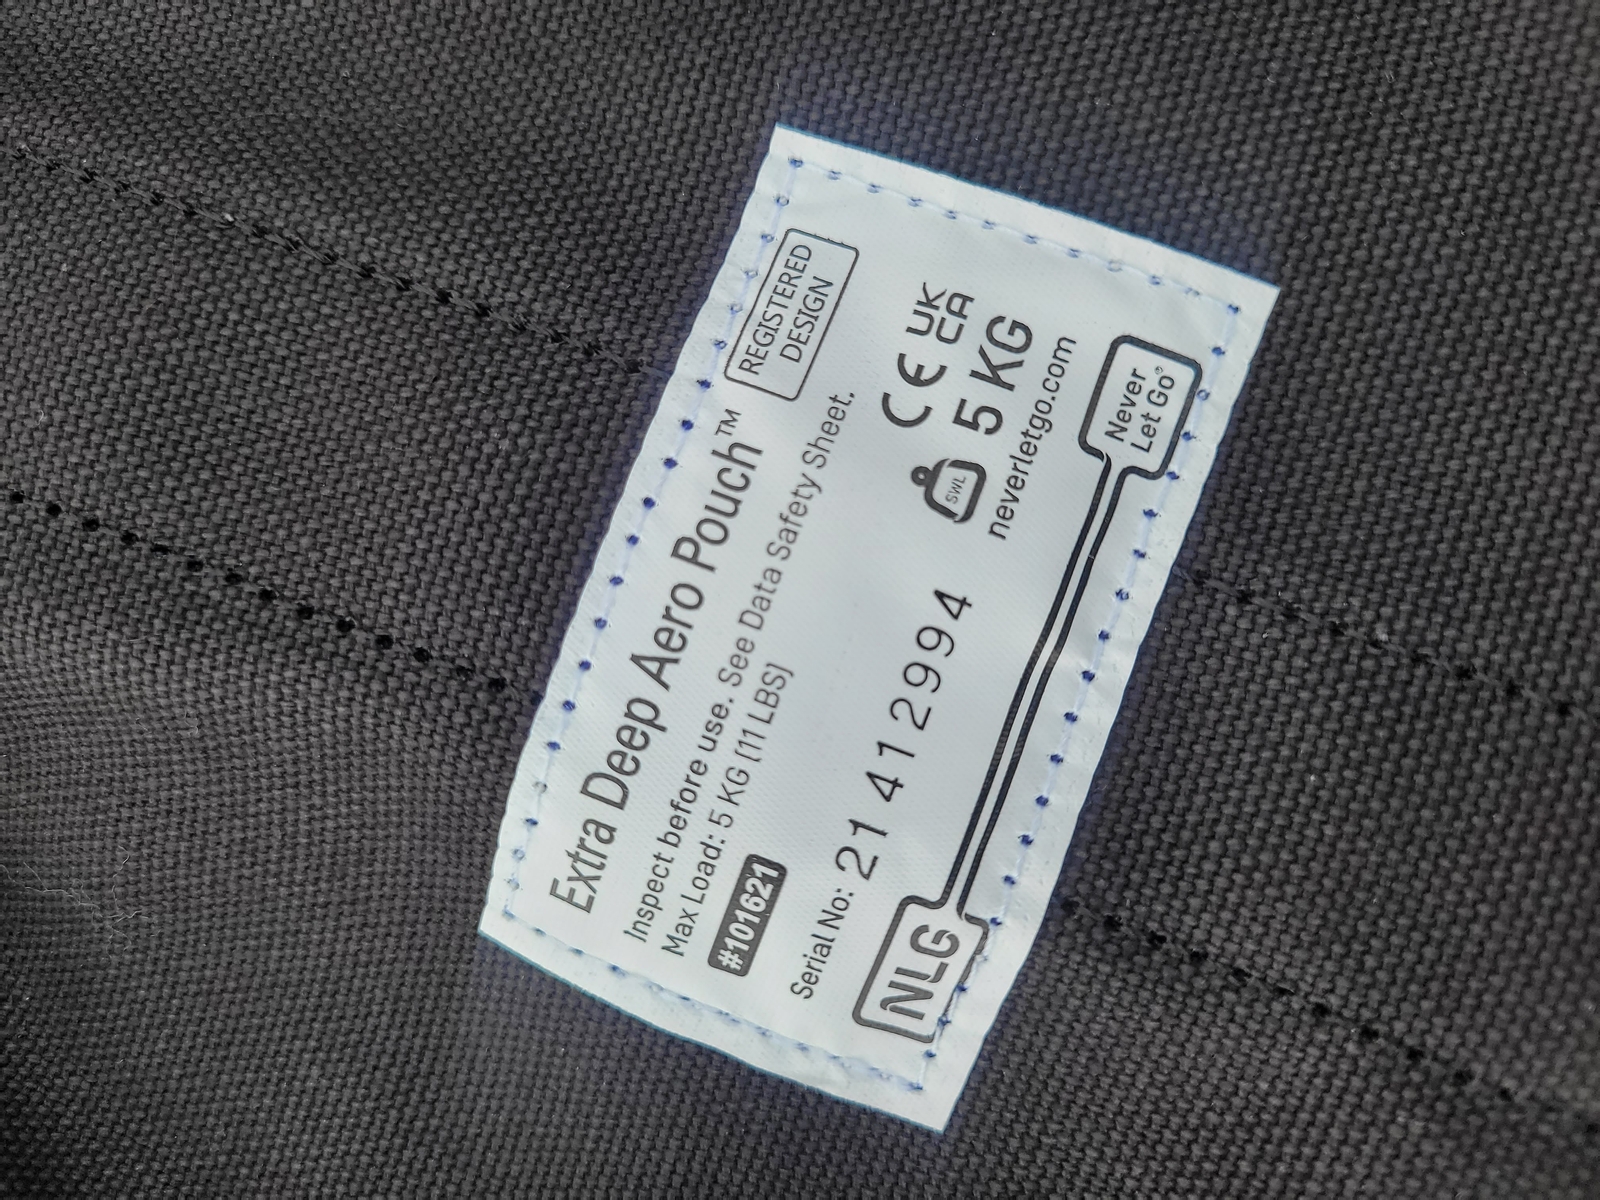 Extra Deep Aero Pouch™
REGISTERED
DESIGN
Inspect before use. See Data Safety Sheet.
Max Load: 5 KG [11 LBS]
#101621
CE UK
CA
Serial No: 21412994
SWL
5 KG
neverletgo.com
NLG
Never
Let Go®